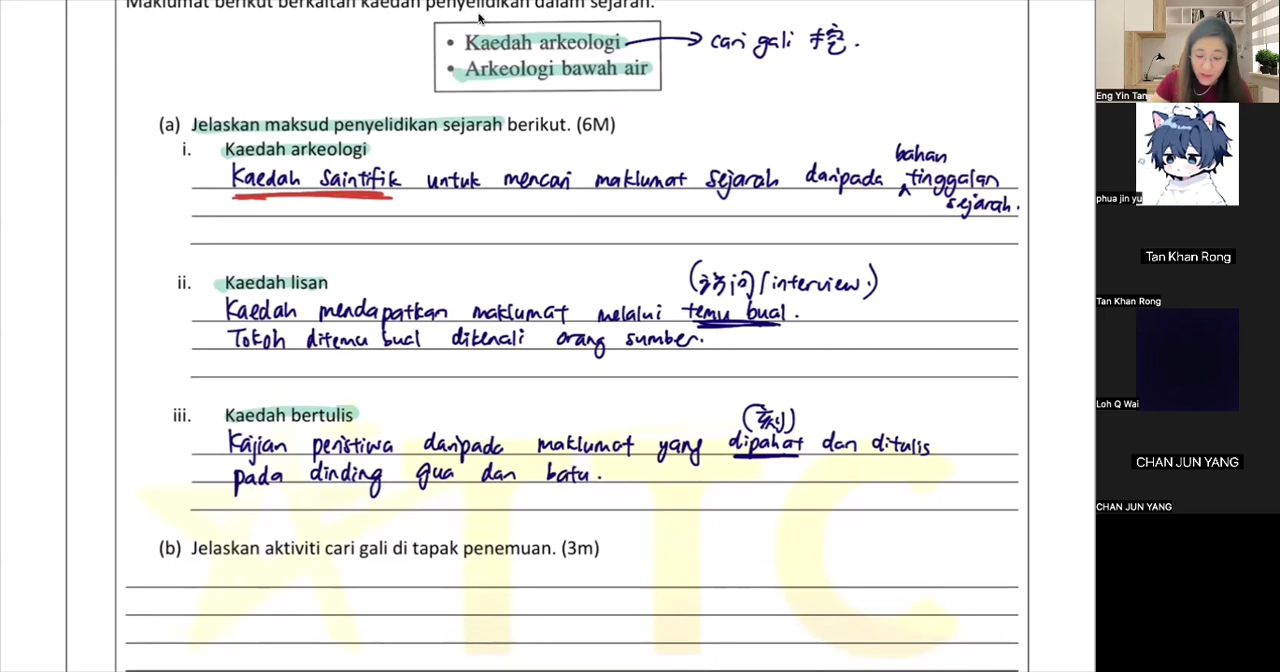 Maklumat berikut berkaitan kaedah penyelidikan dalam sejarah.
• Kaedah arkeologi → cari gali 挖.
• Arkeologi bawah air
(a) Jelaskan maksud penyelidikan sejarah berikut. (6M)
i. Kaedah arkeologi
bahan
Kaedah saintifik untuk mencari maklumat sejarah daripada tinggalan
sejarah.
ii. Kaedah lisan
(访问/interview.)
Kaedah mendapatkan maklumat melalui temu bual.
Tokoh ditemu bual dikenali orang sumber.
iii. Kaedah bertulis
(刻)
Kajian peristiwa daripada maklumat yang dipahat dan ditulis
pada dinding gua dan batu.
(b) Jelaskan aktiviti cari gali di tapak penemuan. (3m)
TTC
Eng Yin Tan
phua jin yu
Tan Khan Rong
Tan Khan Rong
Loh Q Wai
CHAN JUN YANG
CHAN JUN YANG